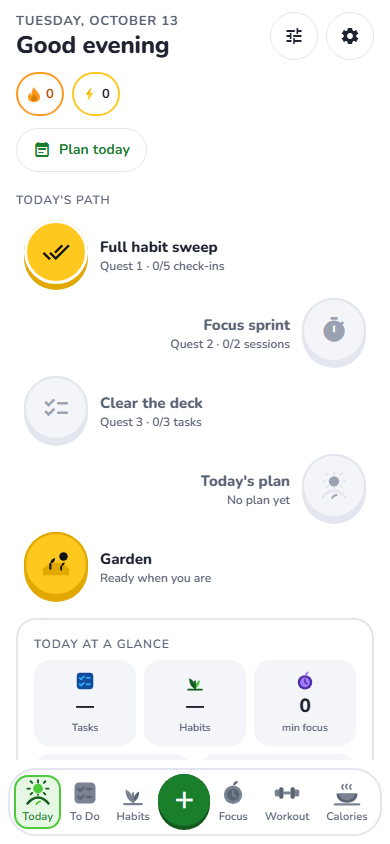 TUESDAY, OCTOBER 13
Good evening
0
0
Plan today
TODAY'S PATH
Full habit sweep
Quest 1 · 0/5 check-ins
Focus sprint
Quest 2 · 0/2 sessions
Clear the deck
Quest 3 · 0/3 tasks
Today's plan
No plan yet
Garden
Ready when you are
TODAY AT A GLANCE
— — 0
Tasks Habits min focus
Today To Do Habits Focus Workout Calories